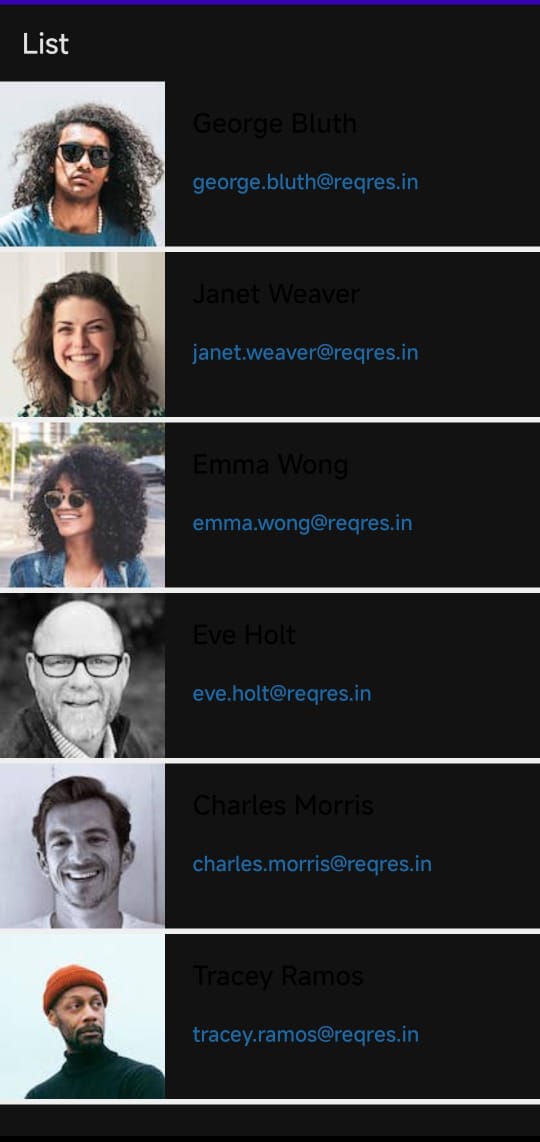 List
George Bluth
george.bluth@reqres.in
Janet Weaver
janet.weaver@reqres.in
Emma Wong
emma.wong@reqres.in
Eve Holt
eve.holt@reqres.in
Charles Morris
charles.morris@reqres.in
Tracey Ramos
tracey.ramos@reqres.in